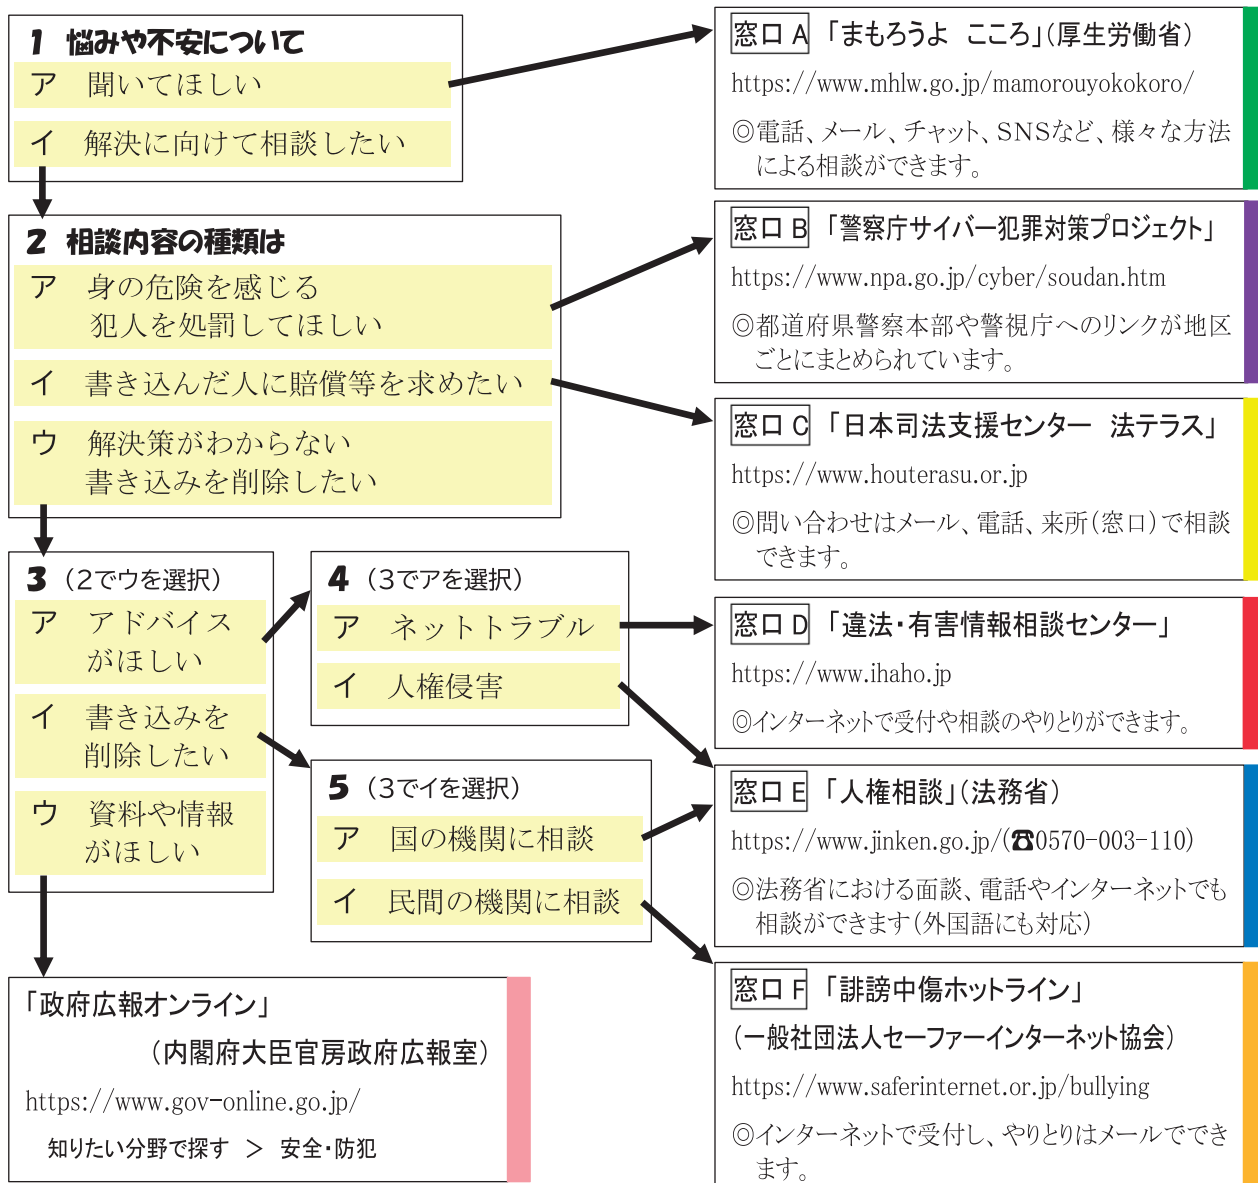 1 悩みや不安について
ア 聞いてほしい
イ 解決に向けて相談したい
2 相談内容の種類は
ア 身の危険を感じる
犯人を処罰してほしい
イ 書き込んだ人に賠償等を求めたい
ウ 解決策がわからない
書き込みを削除したい
3 (2でウを選択)
ア アドバイス
がほしい
イ 書き込みを
削除したい
ウ 資料や情報
がほしい
4 (3でアを選択)
ア ネットトラブル
イ 人権侵害
5 (3でイを選択)
ア 国の機関に相談
イ 民間の機関に相談
「政府広報オンライン」
(内閣府大臣官房政府広報室)
https://www.gov-online.go.jp/
知りたい分野で探す > 安全・防犯
窓口 A 「まもろうよ こころ」(厚生労働省)
https://www.mhlw.go.jp/mamorouyokokoro/
◎電話、メール、チャット、SNSなど、様々な方法
による相談ができます。
窓口 B 「警察庁サイバー犯罪対策プロジェクト」
https://www.npa.go.jp/cyber/soudan.htm
◎都道府県警察本部や警視庁へのリンクが地区
ごとにまとめられています。
窓口 C 「日本司法支援センター 法テラス」
https://www.houterasu.or.jp
◎問い合わせはメール、電話、来所(窓口)で相談
できます。
窓口 D 「違法・有害情報相談センター」
https://www.ihaho.jp
◎インターネットで受付や相談のやりとりができます。
窓口 E 「人権相談」(法務省)
https://www.jinken.go.jp/(☎0570-003-110)
◎法務省における面談、電話やインターネットでも
相談ができます(外国語にも対応)
窓口 F 「誹謗中傷ホットライン」
(一般社団法人セーファーインターネット協会)
https://www.saferinternet.or.jp/bullying
◎インターネットで受付し、やりとりはメールででき
ます。